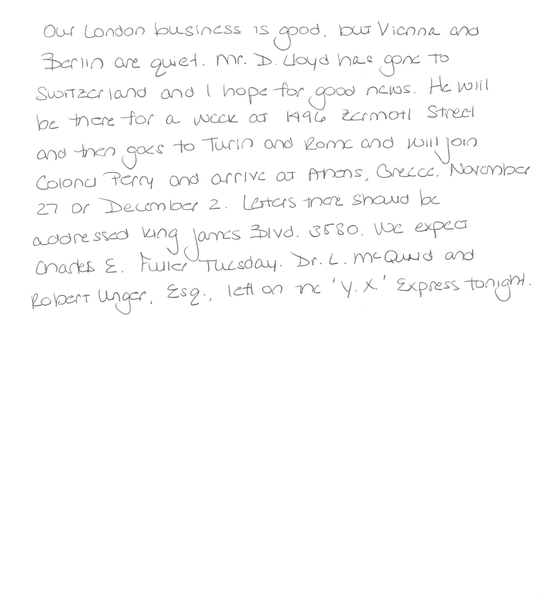 Our London business is good, but Vienna and
Berlin are quiet. Mr. D. Lloyd has gone to
Switzerland and I hope for good news. He will
be there for a week at 1496 Zermott Street
and then goes to Turin and Rome and will join
Colonel Perry and arrive at Athens, Greece, November
27 or December 2. Letters there should be
addressed King James Blvd. 3580. We expect
Charles E. Fuller Tuesday. Dr. L. McQuaid and
Robert Unger, Esq., left on the 'Y.X.' Express tonight.